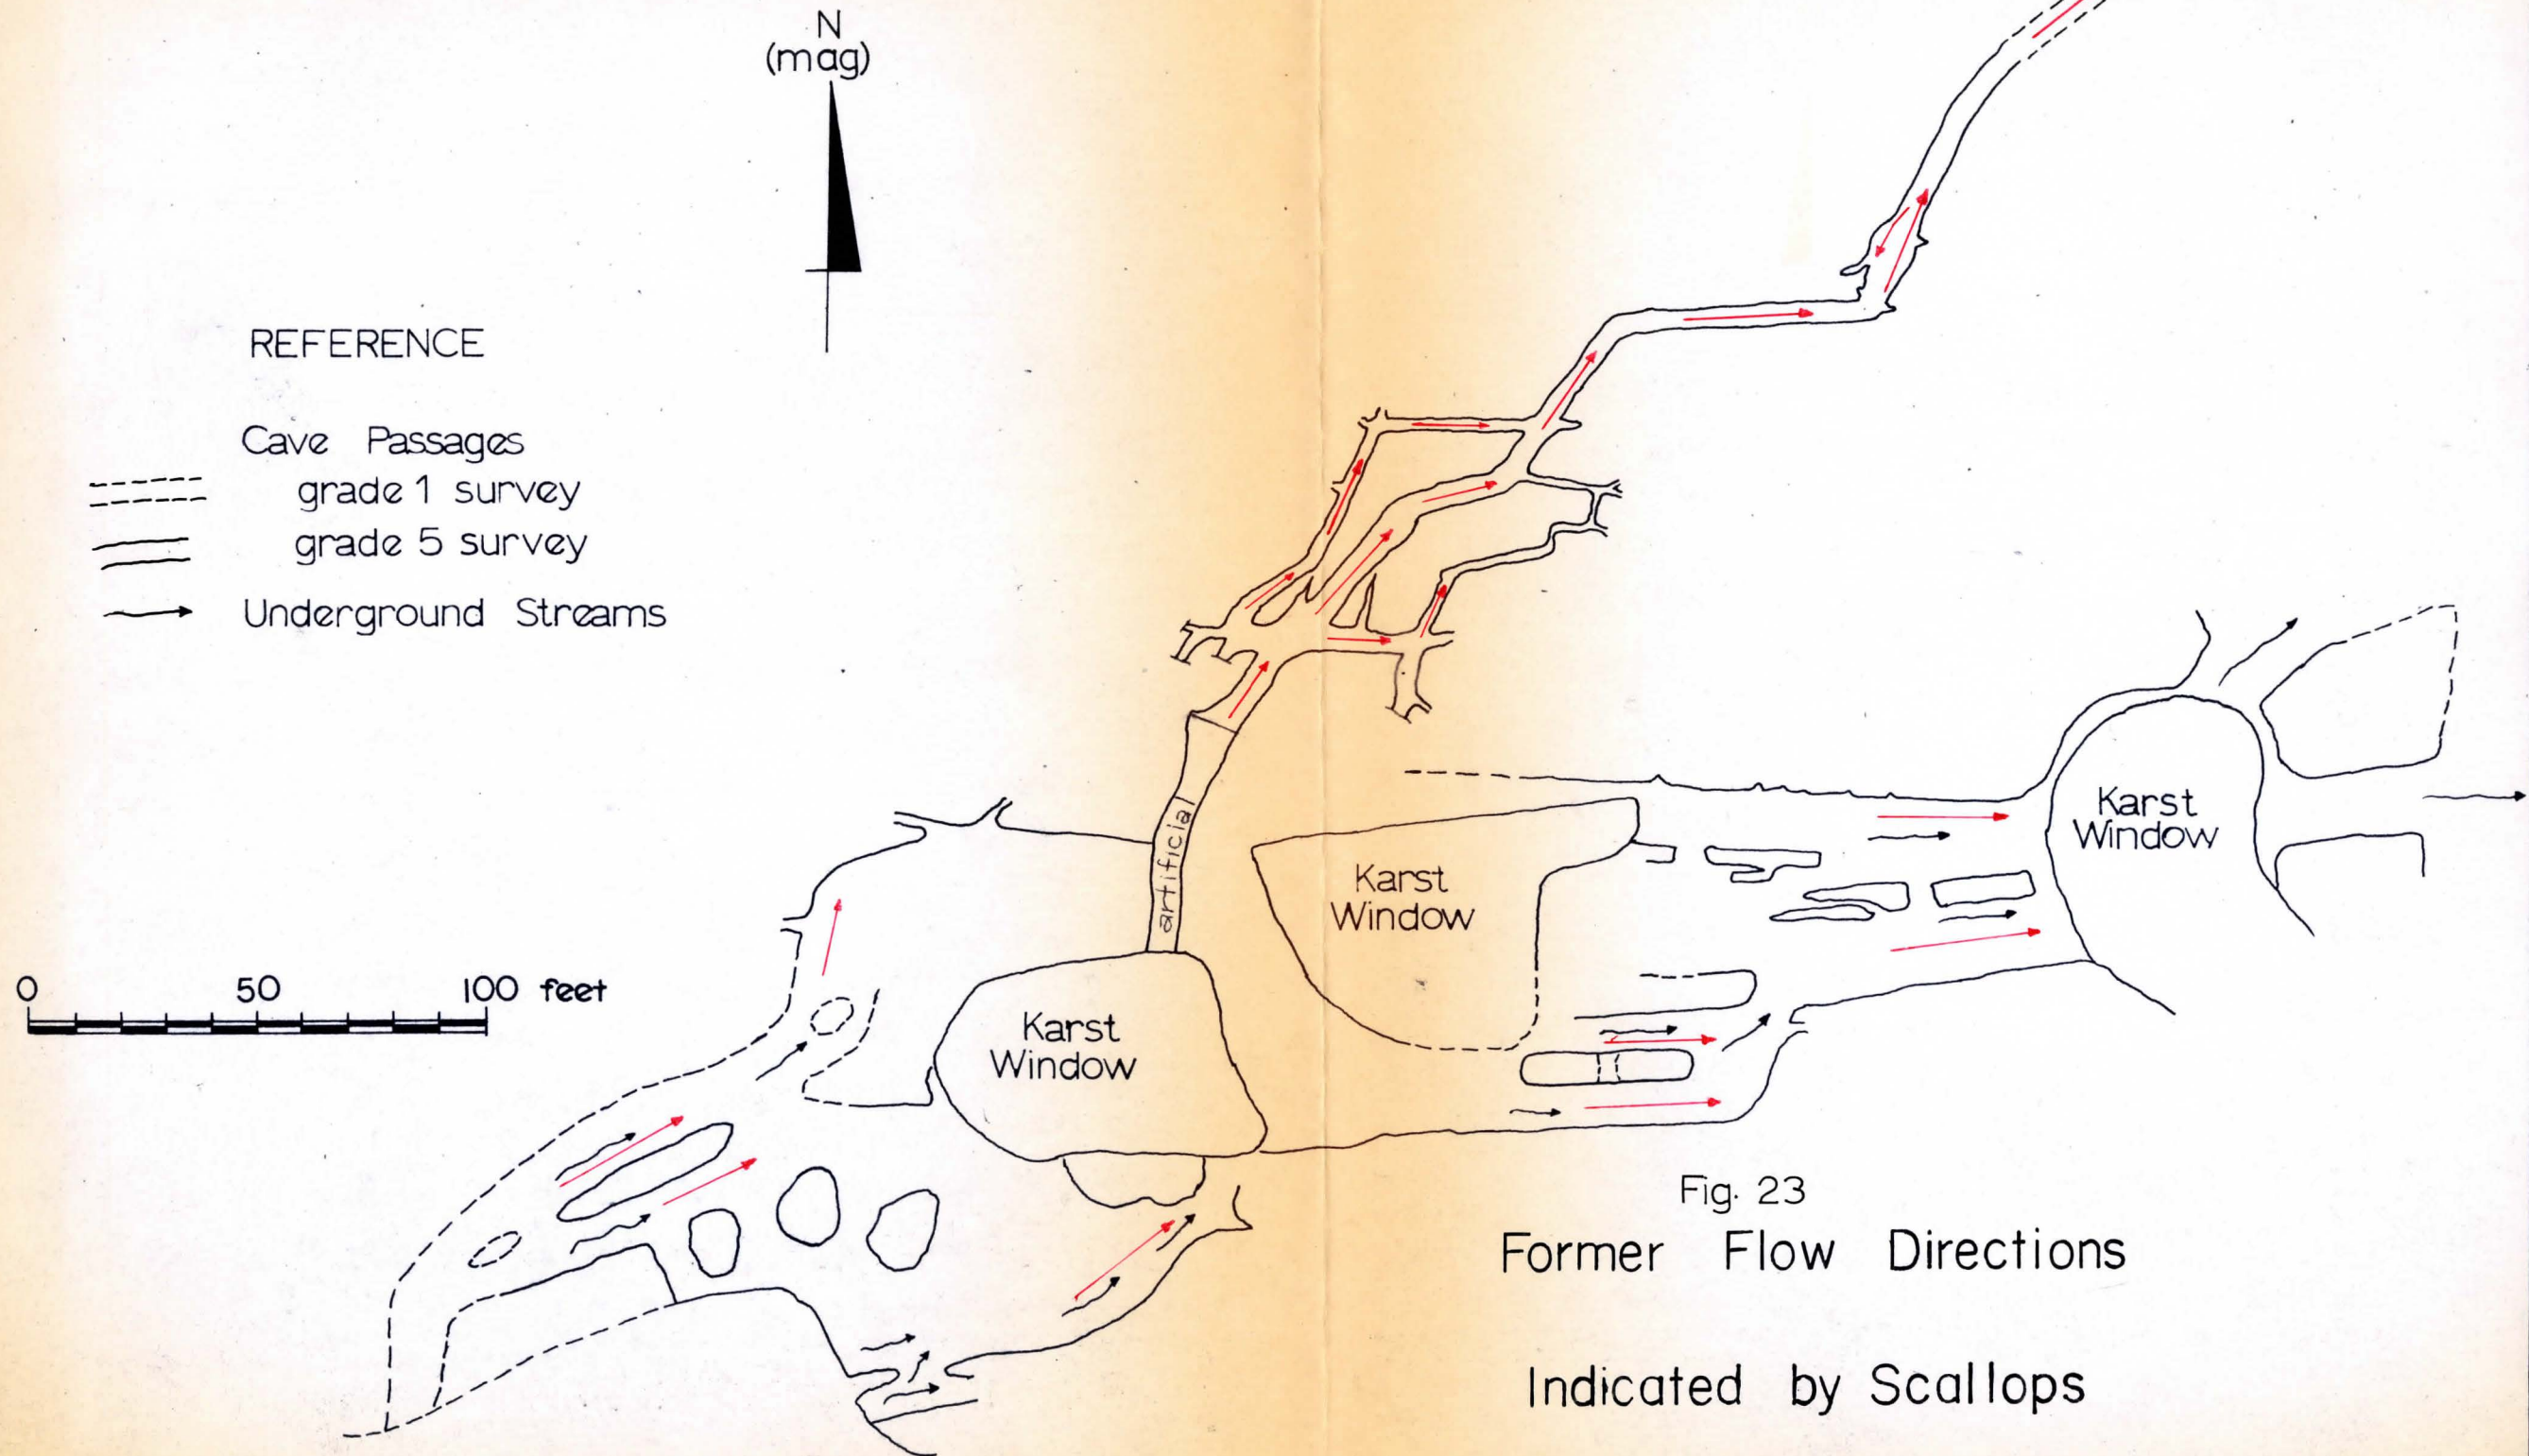 N
(mag)
REFERENCE
Cave Passages
grade 1 survey
grade 5 survey
Underground Streams
0 50 100 feet
artificial
Karst
Window
Karst
Window
Karst
Window
Fig. 23
Former Flow Directions
Indicated by Scallops